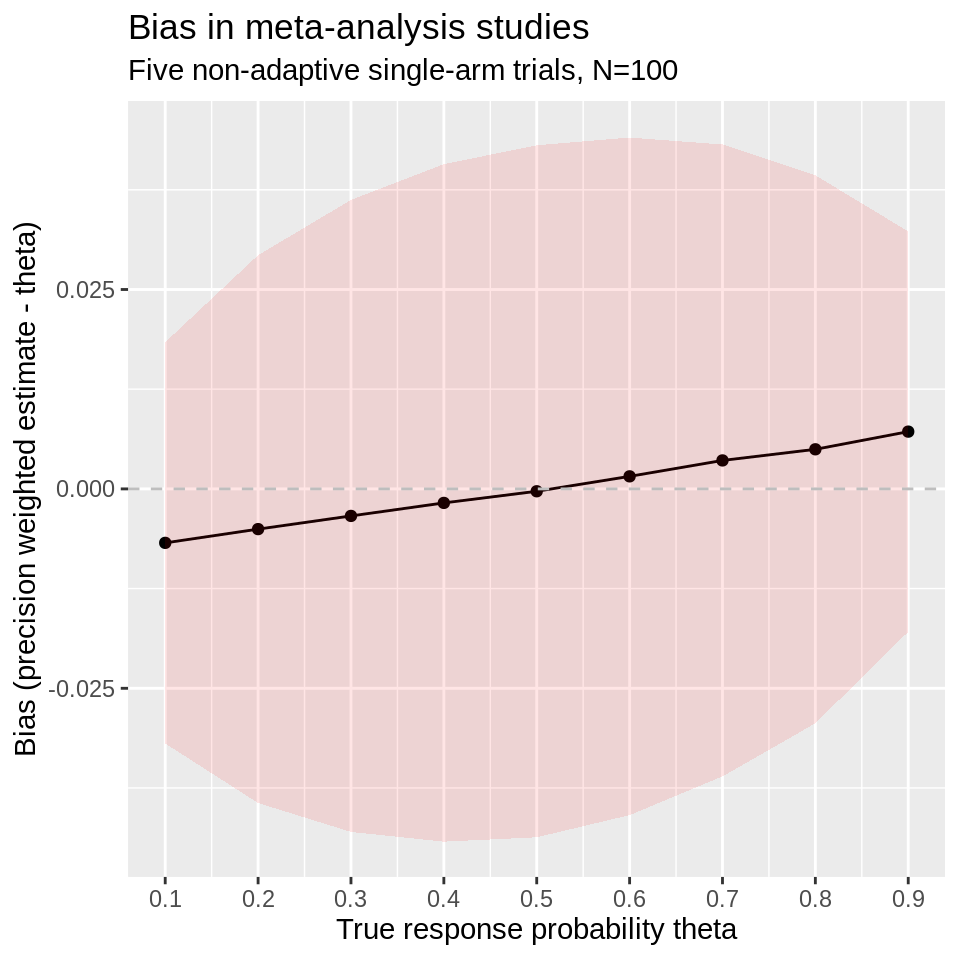 Bias in meta-analysis studies
Five non-adaptive single-arm trials, N=100
Bias (precision weighted estimate - theta)
0.025
0.000
-0.025
0.1 0.2 0.3 0.4 0.5 0.6 0.7 0.8 0.9
True response probability theta